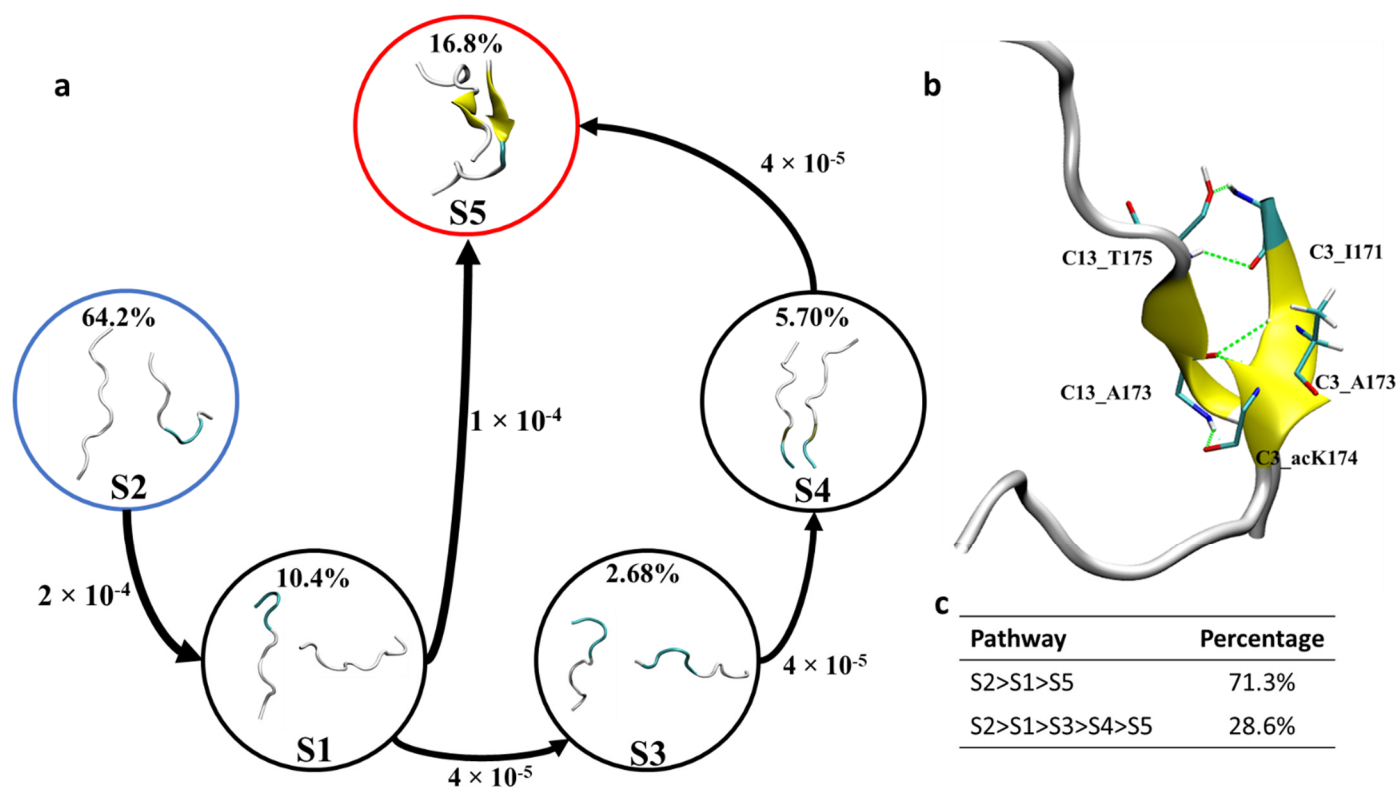 a
16.8%
S5
4 × 10⁻⁵
64.2%
S2
1 × 10⁻⁴
5.70%
S4
2 × 10⁻⁴
10.4%
S1
2.68%
S3
4 × 10⁻⁵
4 × 10⁻⁵
b
C13_T175
C3_I171
C13_A173
C3_A173
C3_acK174
c
Pathway Percentage
S2>S1>S5 71.3%
S2>S1>S3>S4>S5 28.6%